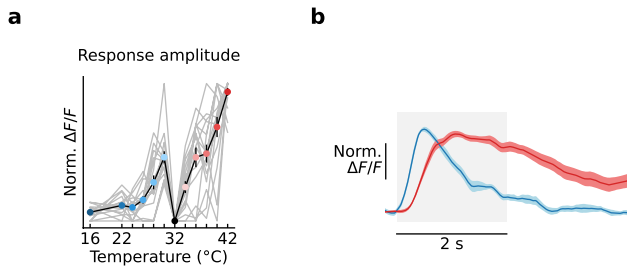 a
Response amplitude
Norm. ΔF/F
16 22 32 42
Temperature (°C)
b
Norm.
ΔF/F
2 s